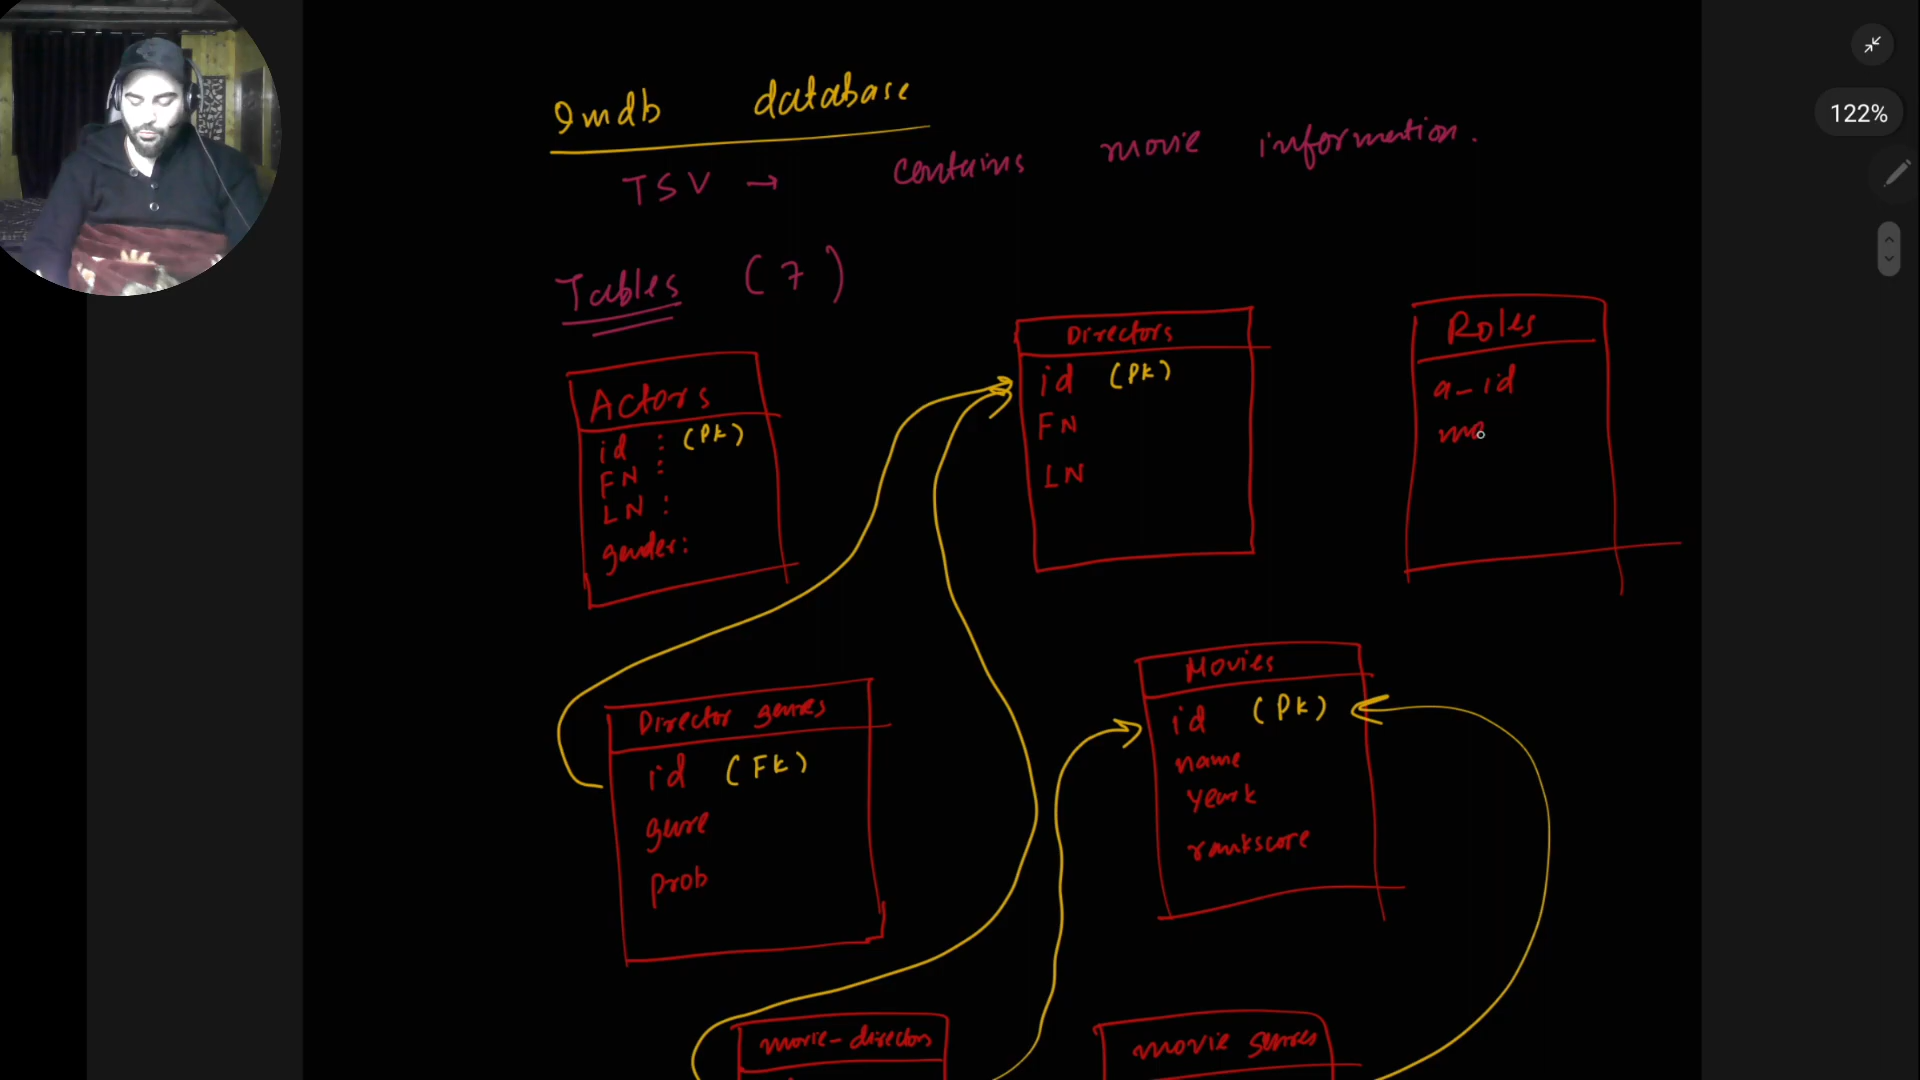 Imdb database
TSV → contains movie information.
Tables (7)
Actors
id : (PK)
FN :
LN :
gender:
Directors
id (PK)
FN
LN
Roles
a-id
Director genres
id (FK)
genre
prob
Movies
id (PK)
name
year
rankscore
movie-directors
movie genres
122%